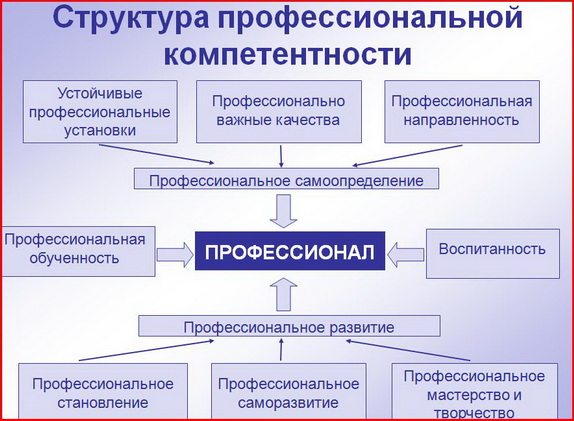 Структура профессиональной
компетентности
Устойчивые
профессиональные
установки
Профессионально
важные качества
Профессиональная
направленность
Профессиональное самоопределение
Профессиональная
обученность
ПРОФЕССИОНАЛ
Воспитанность
Профессиональное развитие
Профессиональное
становление
Профессиональное
саморазвитие
Профессиональное
мастерство и
творчество